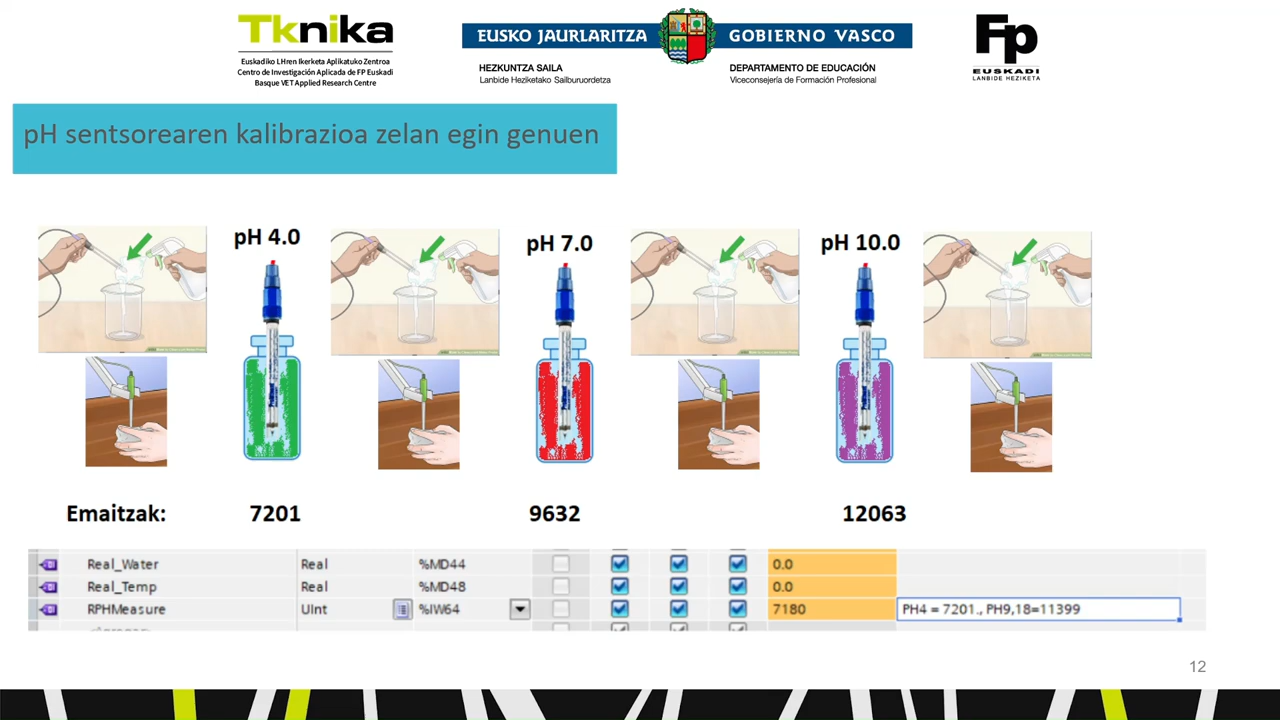 Tknika
Euskadiko LHren Ikerketa Aplikatuko Zentroa
Centro de Investigación Aplicada de FP Euskadi
Basque VET Applied Research Centre
EUSKO JAURLARITZA
GOBIERNO VASCO
HEZKUNTZA SAILA
Lanbide Heziketako Sailburuordetza
DEPARTAMENTO DE EDUCACIÓN
Viceconsejería de Formación Profesional
Fp
EUSKADI
LANBIDE HEZIKETA
pH sentsorearen kalibrazioa zelan egin genuen
pH 4.0
pH 7.0
pH 10.0
Emaitzak: 7201 9632 12063
Real_Water Real %MD44 0.0
Real_Temp Real %MD48 0.0
RPHMeasure UInt %IW64 7180 PH4 = 7201., PH9,18=11399
12